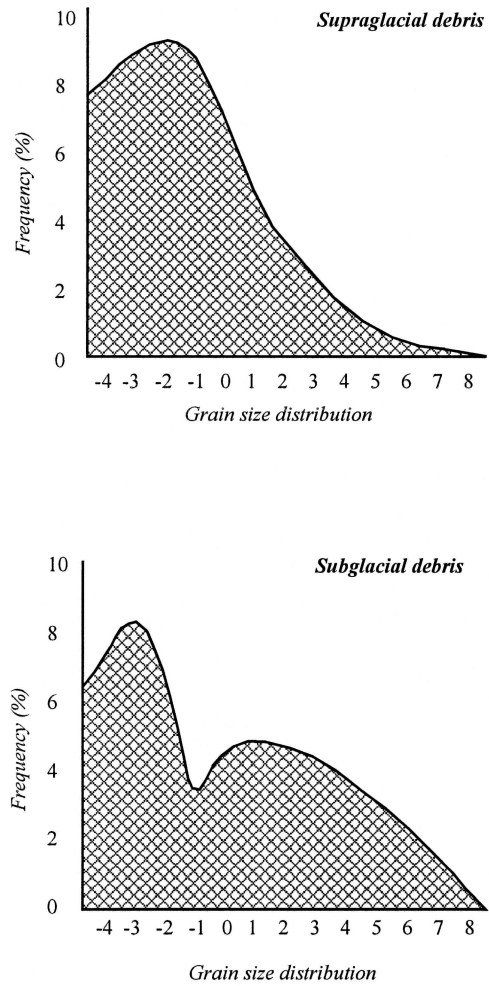 Supraglacial debris
Frequency (%)
10
8
6
4
2
0
-4 -3 -2 -1 0 1 2 3 4 5 6 7 8
Grain size distribution
Subglacial debris
Frequency (%)
10
8
6
4
2
0
-4 -3 -2 -1 0 1 2 3 4 5 6 7 8
Grain size distribution